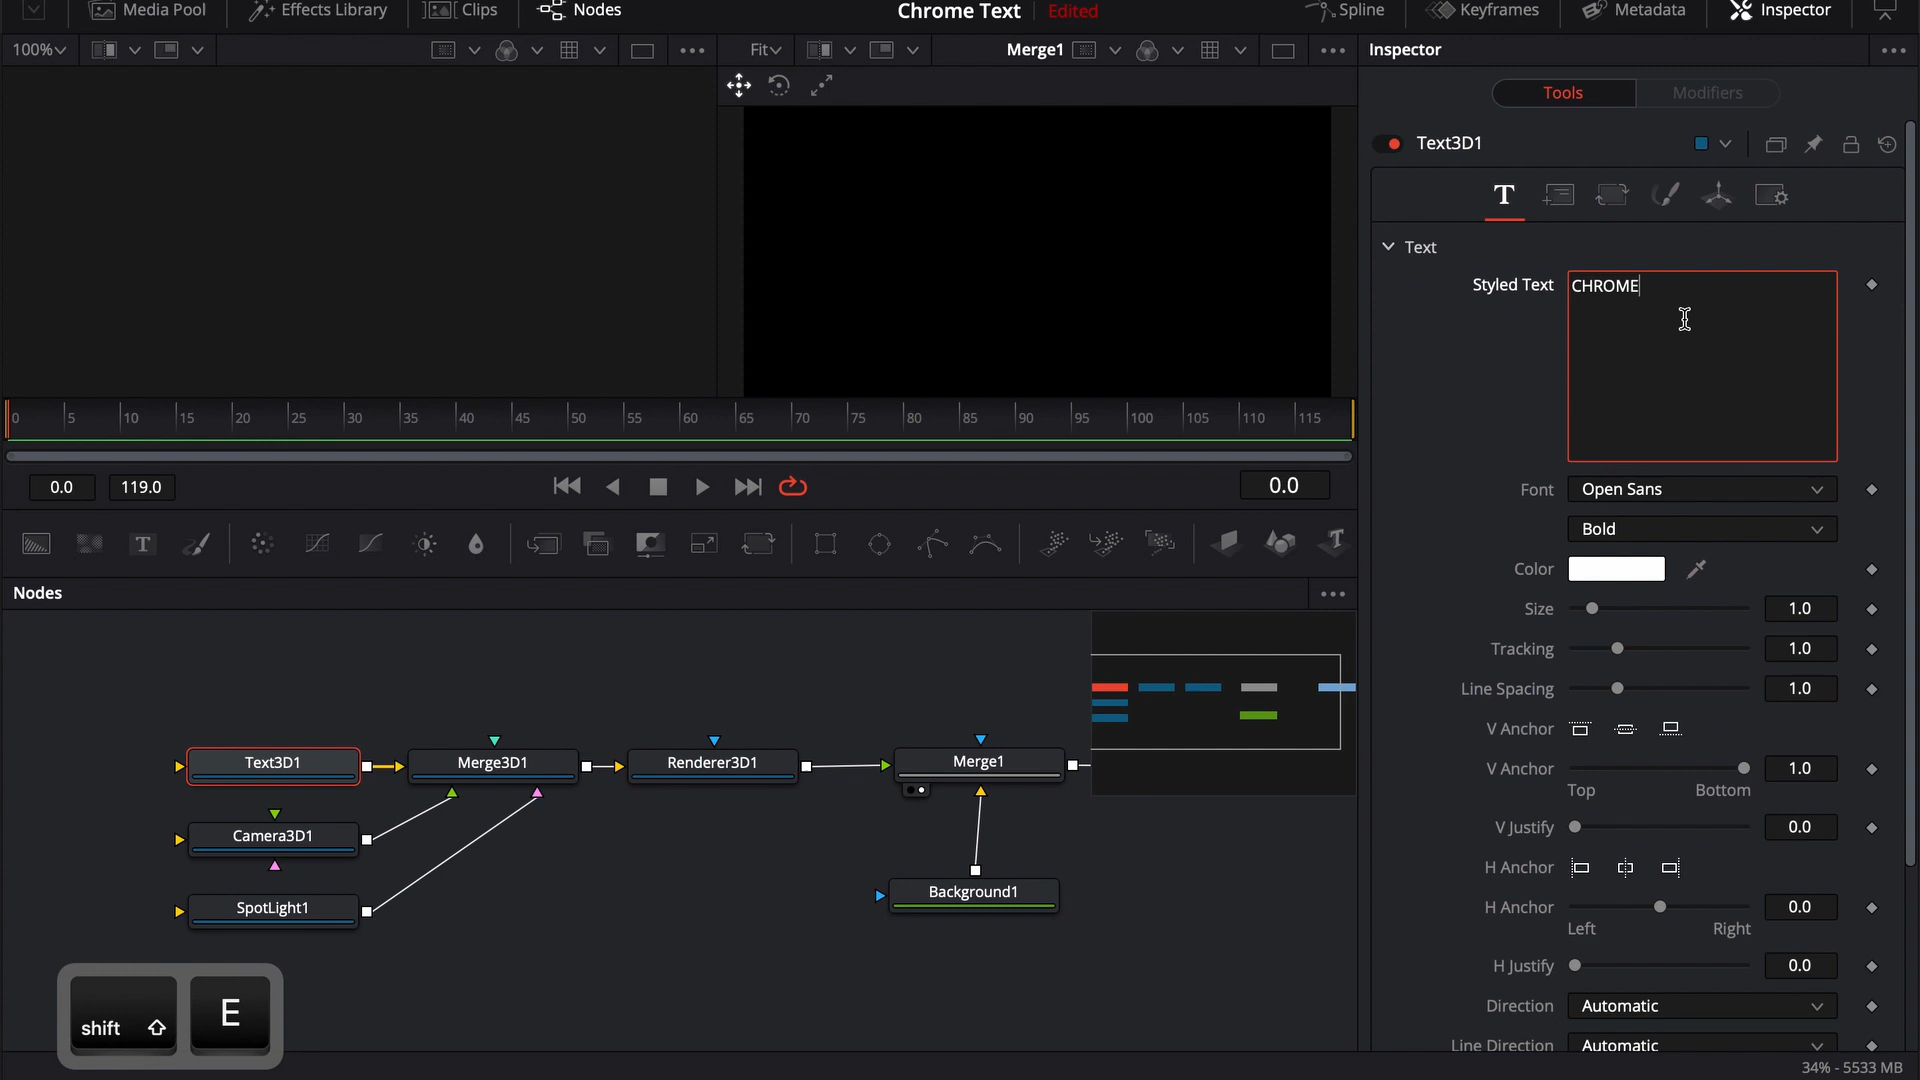 Media Pool
Effects Library
Clips
Nodes
Chrome Text
Edited
Spline
Keyframes
Metadata
Inspector
100%
Fit
Merge1
Inspector
Tools
Modifiers
Text3D1
T
Text
Styled Text
CHROME
0 5 10 15 20 25 30 35 40 45 50 55 60 65 70 75 80 85 90 95 100 105 110 115
0.0
119.0
0.0
Font
Open Sans
Bold
Color
Size
1.0
Tracking
1.0
Line Spacing
1.0
V Anchor
V Anchor
1.0
Top
Bottom
V Justify
0.0
H Anchor
H Anchor
0.0
Left
Right
H Justify
0.0
Direction
Automatic
Line Direction
Automatic
T
T
Nodes
Text3D1
Merge3D1
Renderer3D1
Merge1
Camera3D1
SpotLight1
Background1
shift
E
34% - 5533 MB